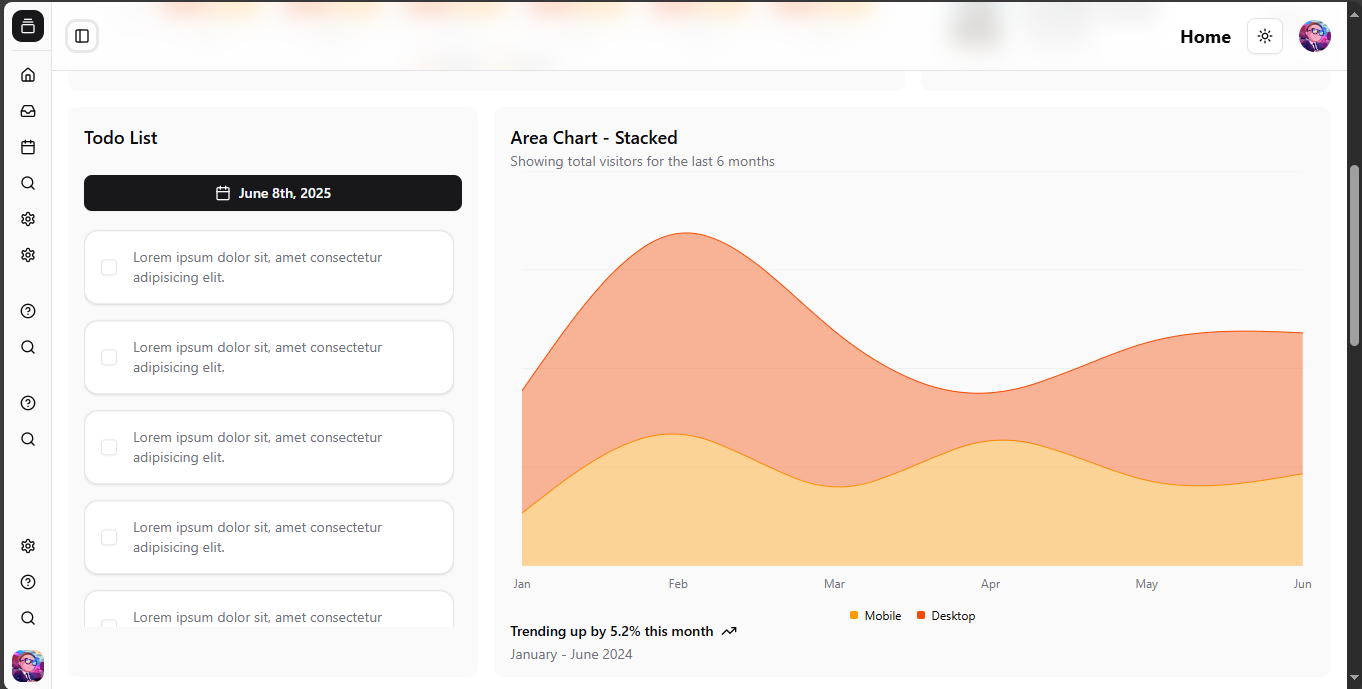 Home
Todo List
June 8th, 2025
Lorem ipsum dolor sit, amet consectetur
adipisicing elit.
Lorem ipsum dolor sit, amet consectetur
adipisicing elit.
Lorem ipsum dolor sit, amet consectetur
adipisicing elit.
Lorem ipsum dolor sit, amet consectetur
adipisicing elit.
Lorem ipsum dolor sit, amet consectetur
Area Chart - Stacked
Showing total visitors for the last 6 months
Jan Feb Mar Apr May Jun
Mobile Desktop
Trending up by 5.2% this month
January - June 2024